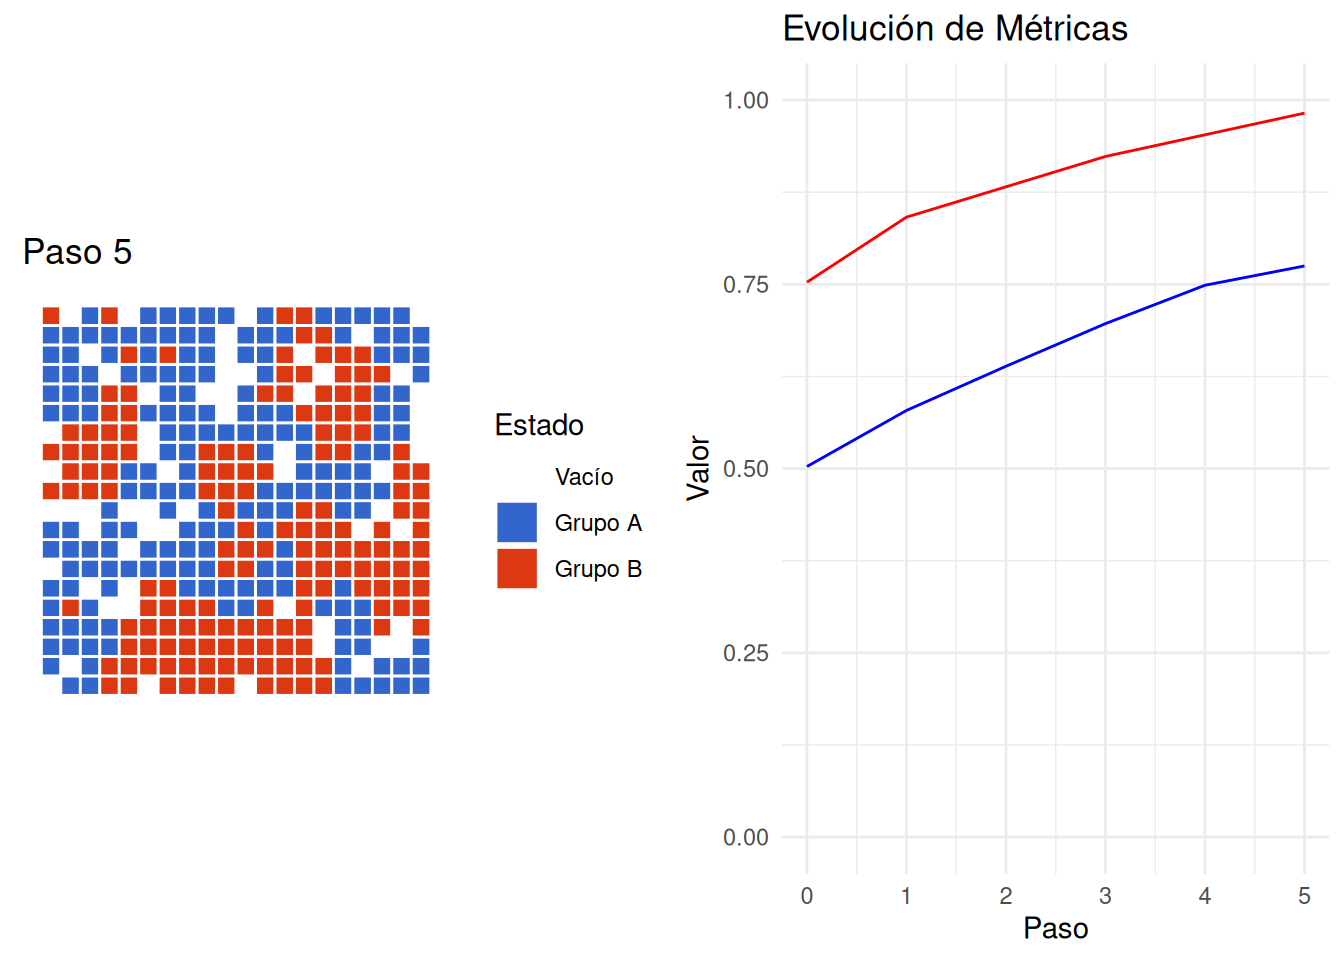 Paso 5
Estado
Vacío
Grupo A
Grupo B
Evolución de Métricas
Valor
1.00
0.75
0.50
0.25
0.00
0 1 2 3 4 5
Paso